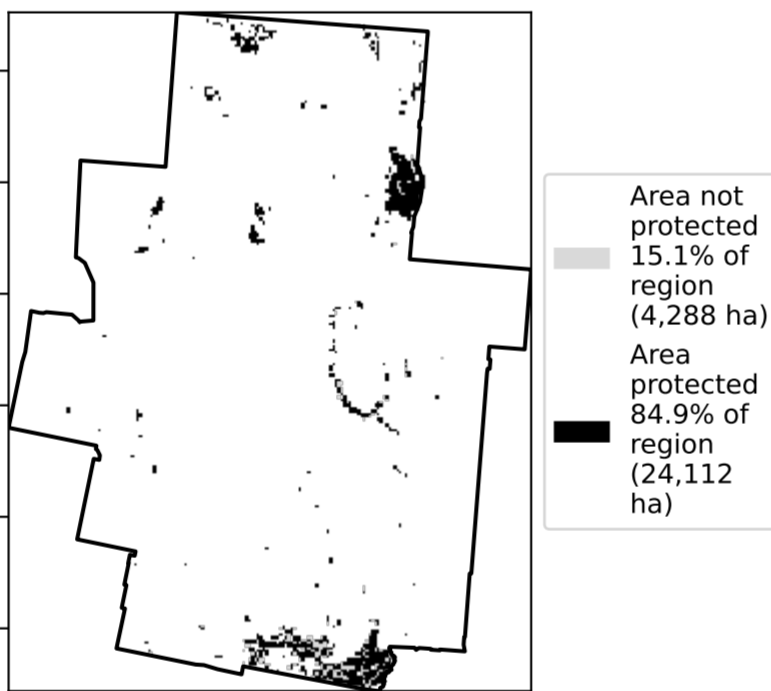 Area not
protected
15.1% of
region
(4,288 ha)
Area
protected
84.9% of
region
(24,112
ha)